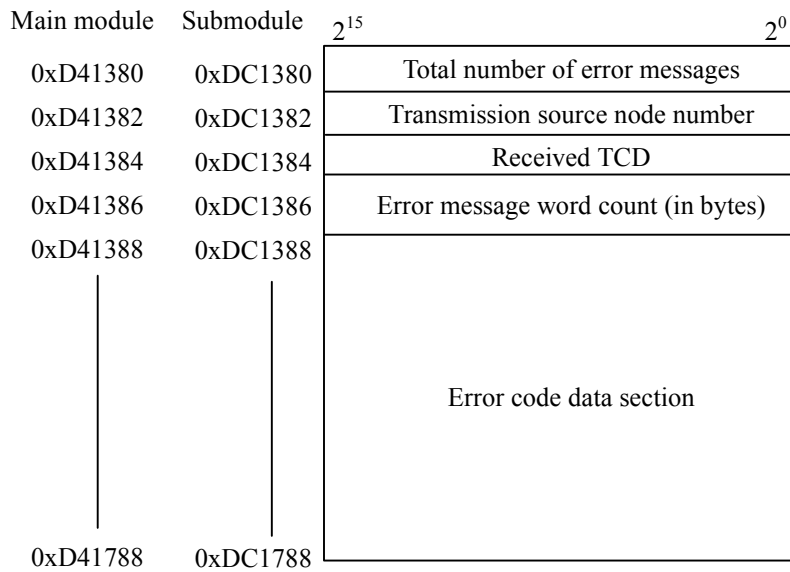 Main module Submodule 2^15 2^0
0xD41380 0xDC1380 Total number of error messages
0xD41382 0xDC1382 Transmission source node number
0xD41384 0xDC1384 Received TCD
0xD41386 0xDC1386 Error message word count (in bytes)
0xD41388 0xDC1388
Error code data section
0xD41788 0xDC1788